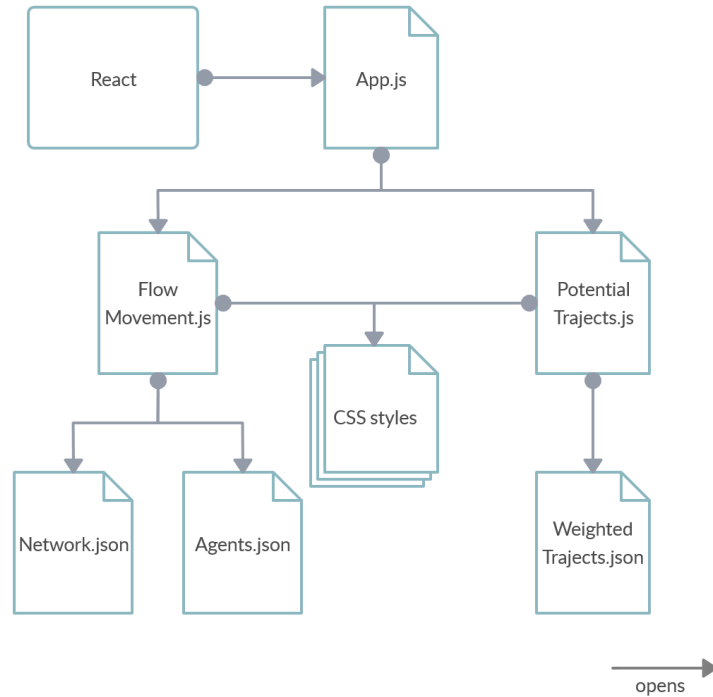 React
App.js
Flow
Movement.js
Potential
Trajects.js
CSS styles
Network.json
Agents.json
Weighted
Trajects.json
opens